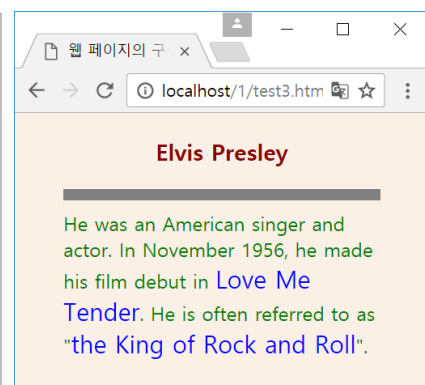 웹 페이지의 구
localhost/1/test3.htm
Elvis Presley
He was an American singer and
actor. In November 1956, he made
his film debut in Love Me
Tender. He is often referred to as
"the King of Rock and Roll".